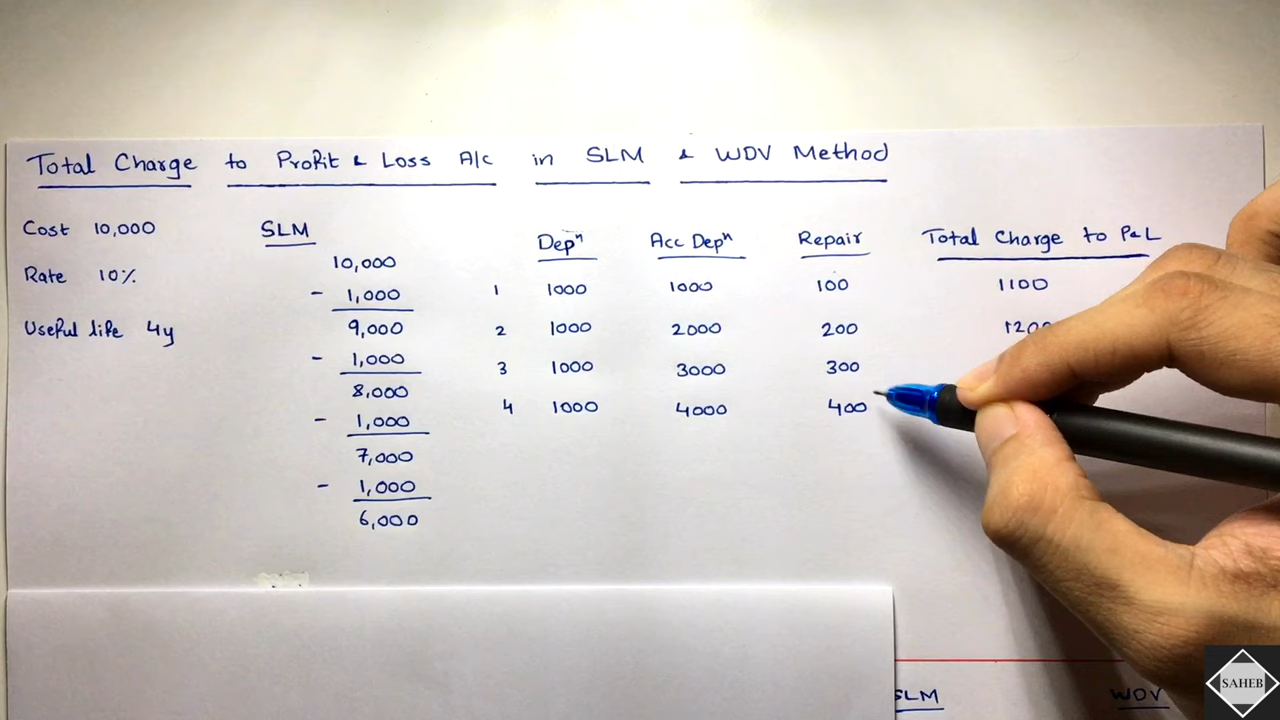 Total Charge to Profit & Loss A/c in SLM & WDV Method
Cost 10,000
Rate 10%
Useful life 4y
SLM
10,000
- 1,000
9,000
- 1,000
8,000
- 1,000
7,000
- 1,000
6,000
Depn Acc Depn Repair Total Charge to P&L
1 1000 1000 100 1100
2 1000 2000 200 1200
3 1000 3000 300
4 1000 4000 400
SLM WDV
SAHEB